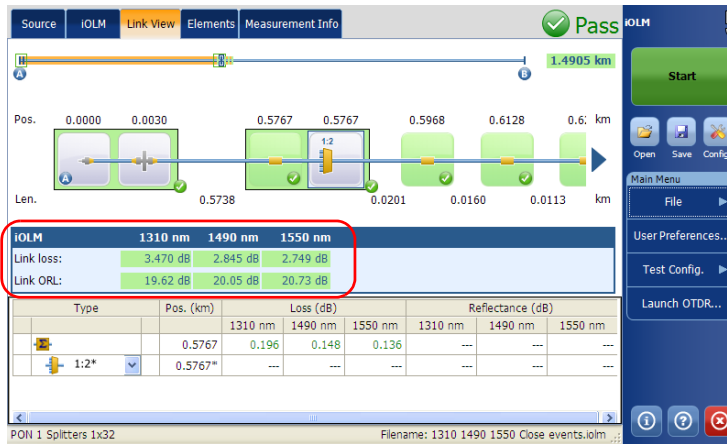 Source iOLM Link View Elements Measurement Info Pass iOLM
1.4905 km
A B
Start
Pos. 0.0000 0.0030 0.5767 0.5767 0.5968 0.6128 km
1:2
Open Save
A
Main Menu
Len. 0.5738 0.0201 0.0160 0.0113 km
File
iOLM 1310 nm 1490 nm 1550 nm
User Preferences...
Link loss: 3.470 dB 2.845 dB 2.749 dB
Test Config.
Link ORL: 19.62 dB 20.05 dB 20.73 dB
Launch OTDR...
Type Pos. (km) Loss (dB) Reflectance (dB)
1310 nm 1490 nm 1550 nm 1310 nm 1490 nm 1550 nm
Σ 0.5767 0.196 0.148 0.136 --- --- ---
1:2* 0.5767* --- --- --- --- --- ---
PON 1 Splitters 1x32 Filename: 1310 1490 1550 Close events.iolm